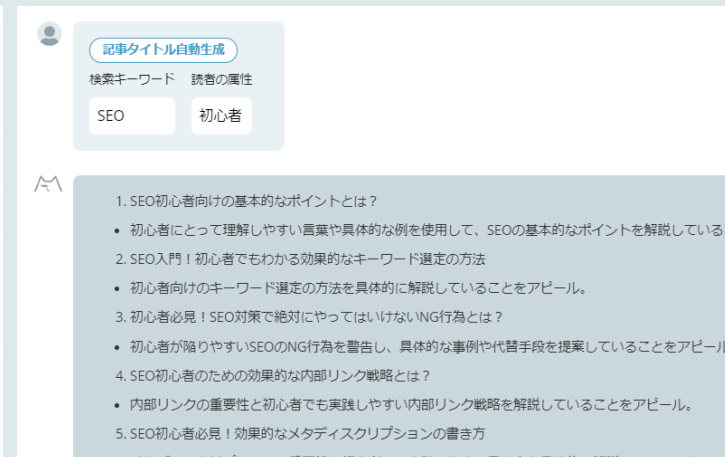 記事タイトル自動生成
検索キーワード 読者の属性
SEO 初心者
1. SEO初心者向けの基本的なポイントとは？
• 初心者にとって理解しやすい言葉や具体的な例を使用して、SEOの基本的なポイントを解説している
2. SEO入門！初心者でもわかる効果的なキーワード選定の方法
• 初心者向けのキーワード選定の方法を具体的に解説していることをアピール。
3. 初心者必見！SEO対策で絶対にやってはいけないNG行為とは？
• 初心者が陥りやすいSEOのNG行為を警告し、具体的な事例や代替手段を提案していることをアピール
4. SEO初心者のための効果的な内部リンク戦略とは？
• 内部リンクの重要性と初心者でも実践しやすい内部リンク戦略を解説していることをアピール。
5. SEO初心者必見！効果的なメタディスクリプションの書き方